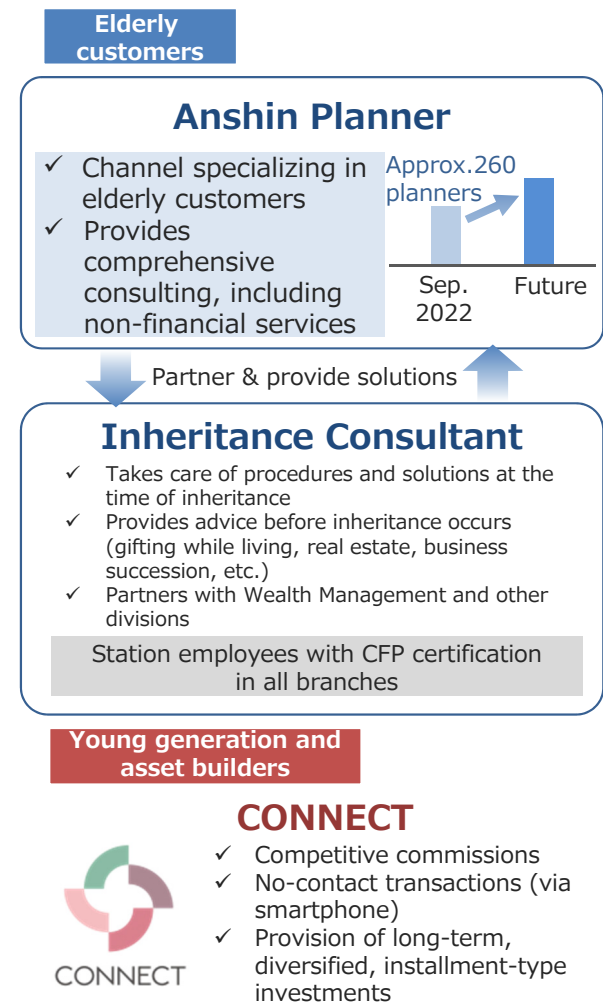 Elderly
customers
Anshin Planner
✓ Channel specializing in
elderly customers
✓ Provides
comprehensive
consulting, including
non-financial services
Approx.260
planners
Sep.
2022
Future
Partner & provide solutions
Inheritance Consultant
✓ Takes care of procedures and solutions at the
time of inheritance
✓ Provides advice before inheritance occurs
(gifting while living, real estate, business
succession, etc.)
✓ Partners with Wealth Management and other
divisions
Station employees with CFP certification
in all branches
Young generation and
asset builders
CONNECT
✓ Competitive commissions
✓ No-contact transactions (via
smartphone)
✓ Provision of long-term,
diversified, installment-type
investments
CONNECT